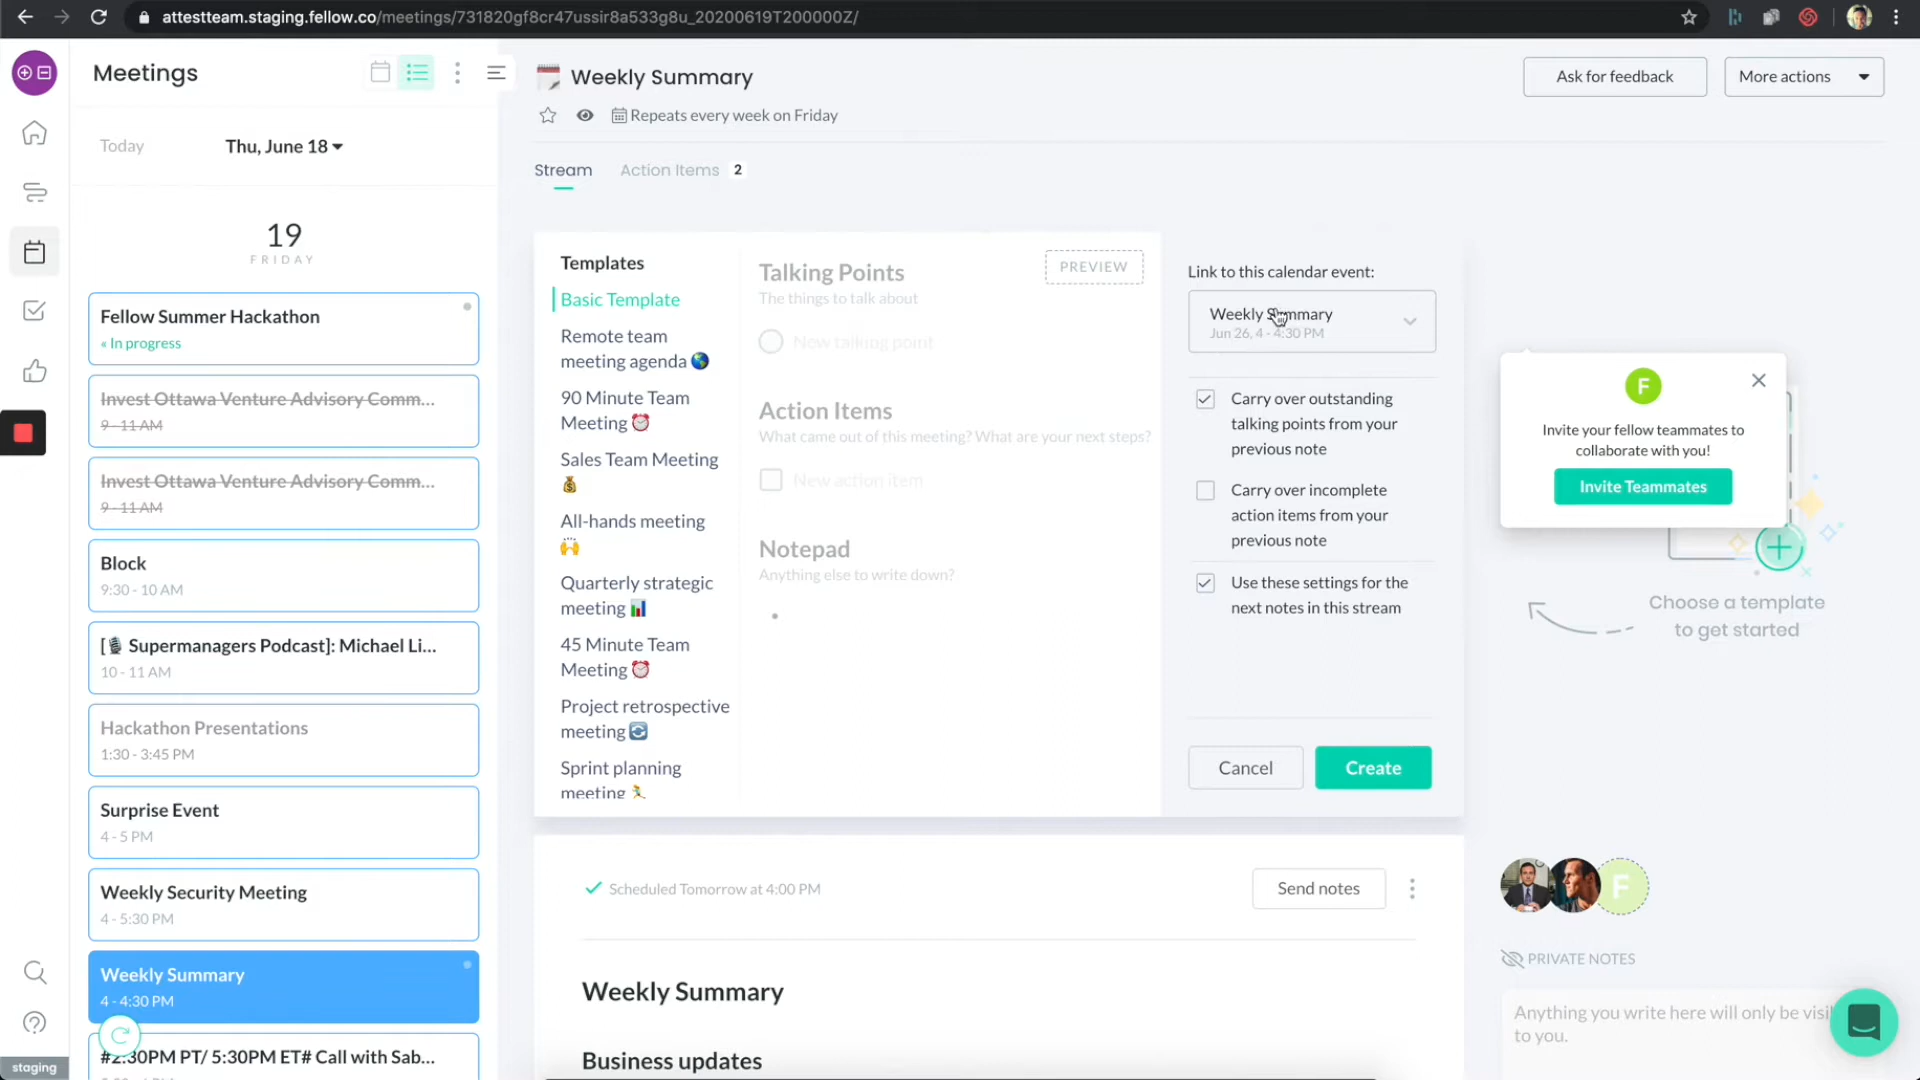 attestteam.staging.fellow.co/meetings/731820gf8cr47ussir8a533g8u_20200619T200000Z/
Meetings
Today
Thu, June 18
19
FRIDAY
Fellow Summer Hackathon
« In progress
Invest Ottawa Venture Advisory Comm...
9 - 11 AM
Invest Ottawa Venture Advisory Comm...
9 - 11 AM
Block
9:30 - 10 AM
[🎙 Supermanagers Podcast]: Michael Li...
10 - 11 AM
Hackathon Presentations
1:30 - 3:45 PM
Surprise Event
4 - 5 PM
Weekly Security Meeting
4 - 5:30 PM
Weekly Summary
4 - 4:30 PM
#2:30PM PT/ 5:30PM ET# Call with Sab...
staging
Weekly Summary
Repeats every week on Friday
Ask for feedback
More actions
Stream
Action Items 2
Templates
Basic Template
Remote team
meeting agenda 🌎
90 Minute Team
Meeting ⏰
Sales Team Meeting
💰
All-hands meeting
🙌
Quarterly strategic
meeting 📊
45 Minute Team
Meeting ⏰
Project retrospective
meeting 🔄
Sprint planning
meeting 🏃
Talking Points
The things to talk about
PREVIEW
New talking point
Action Items
What came out of this meeting? What are your next steps?
New action item
Notepad
Anything else to write down?
Link to this calendar event:
Weekly Summary
Jun 26, 4 - 4:30 PM
Carry over outstanding
talking points from your
previous note
Carry over incomplete
action items from your
previous note
Use these settings for the
next notes in this stream
Cancel
Create
F
Invite your fellow teammates to
collaborate with you!
Invite Teammates
Choose a template
to get started
Scheduled Tomorrow at 4:00 PM
Send notes
Weekly Summary
Business updates
F
PRIVATE NOTES
Anything you write here will only be
to you.